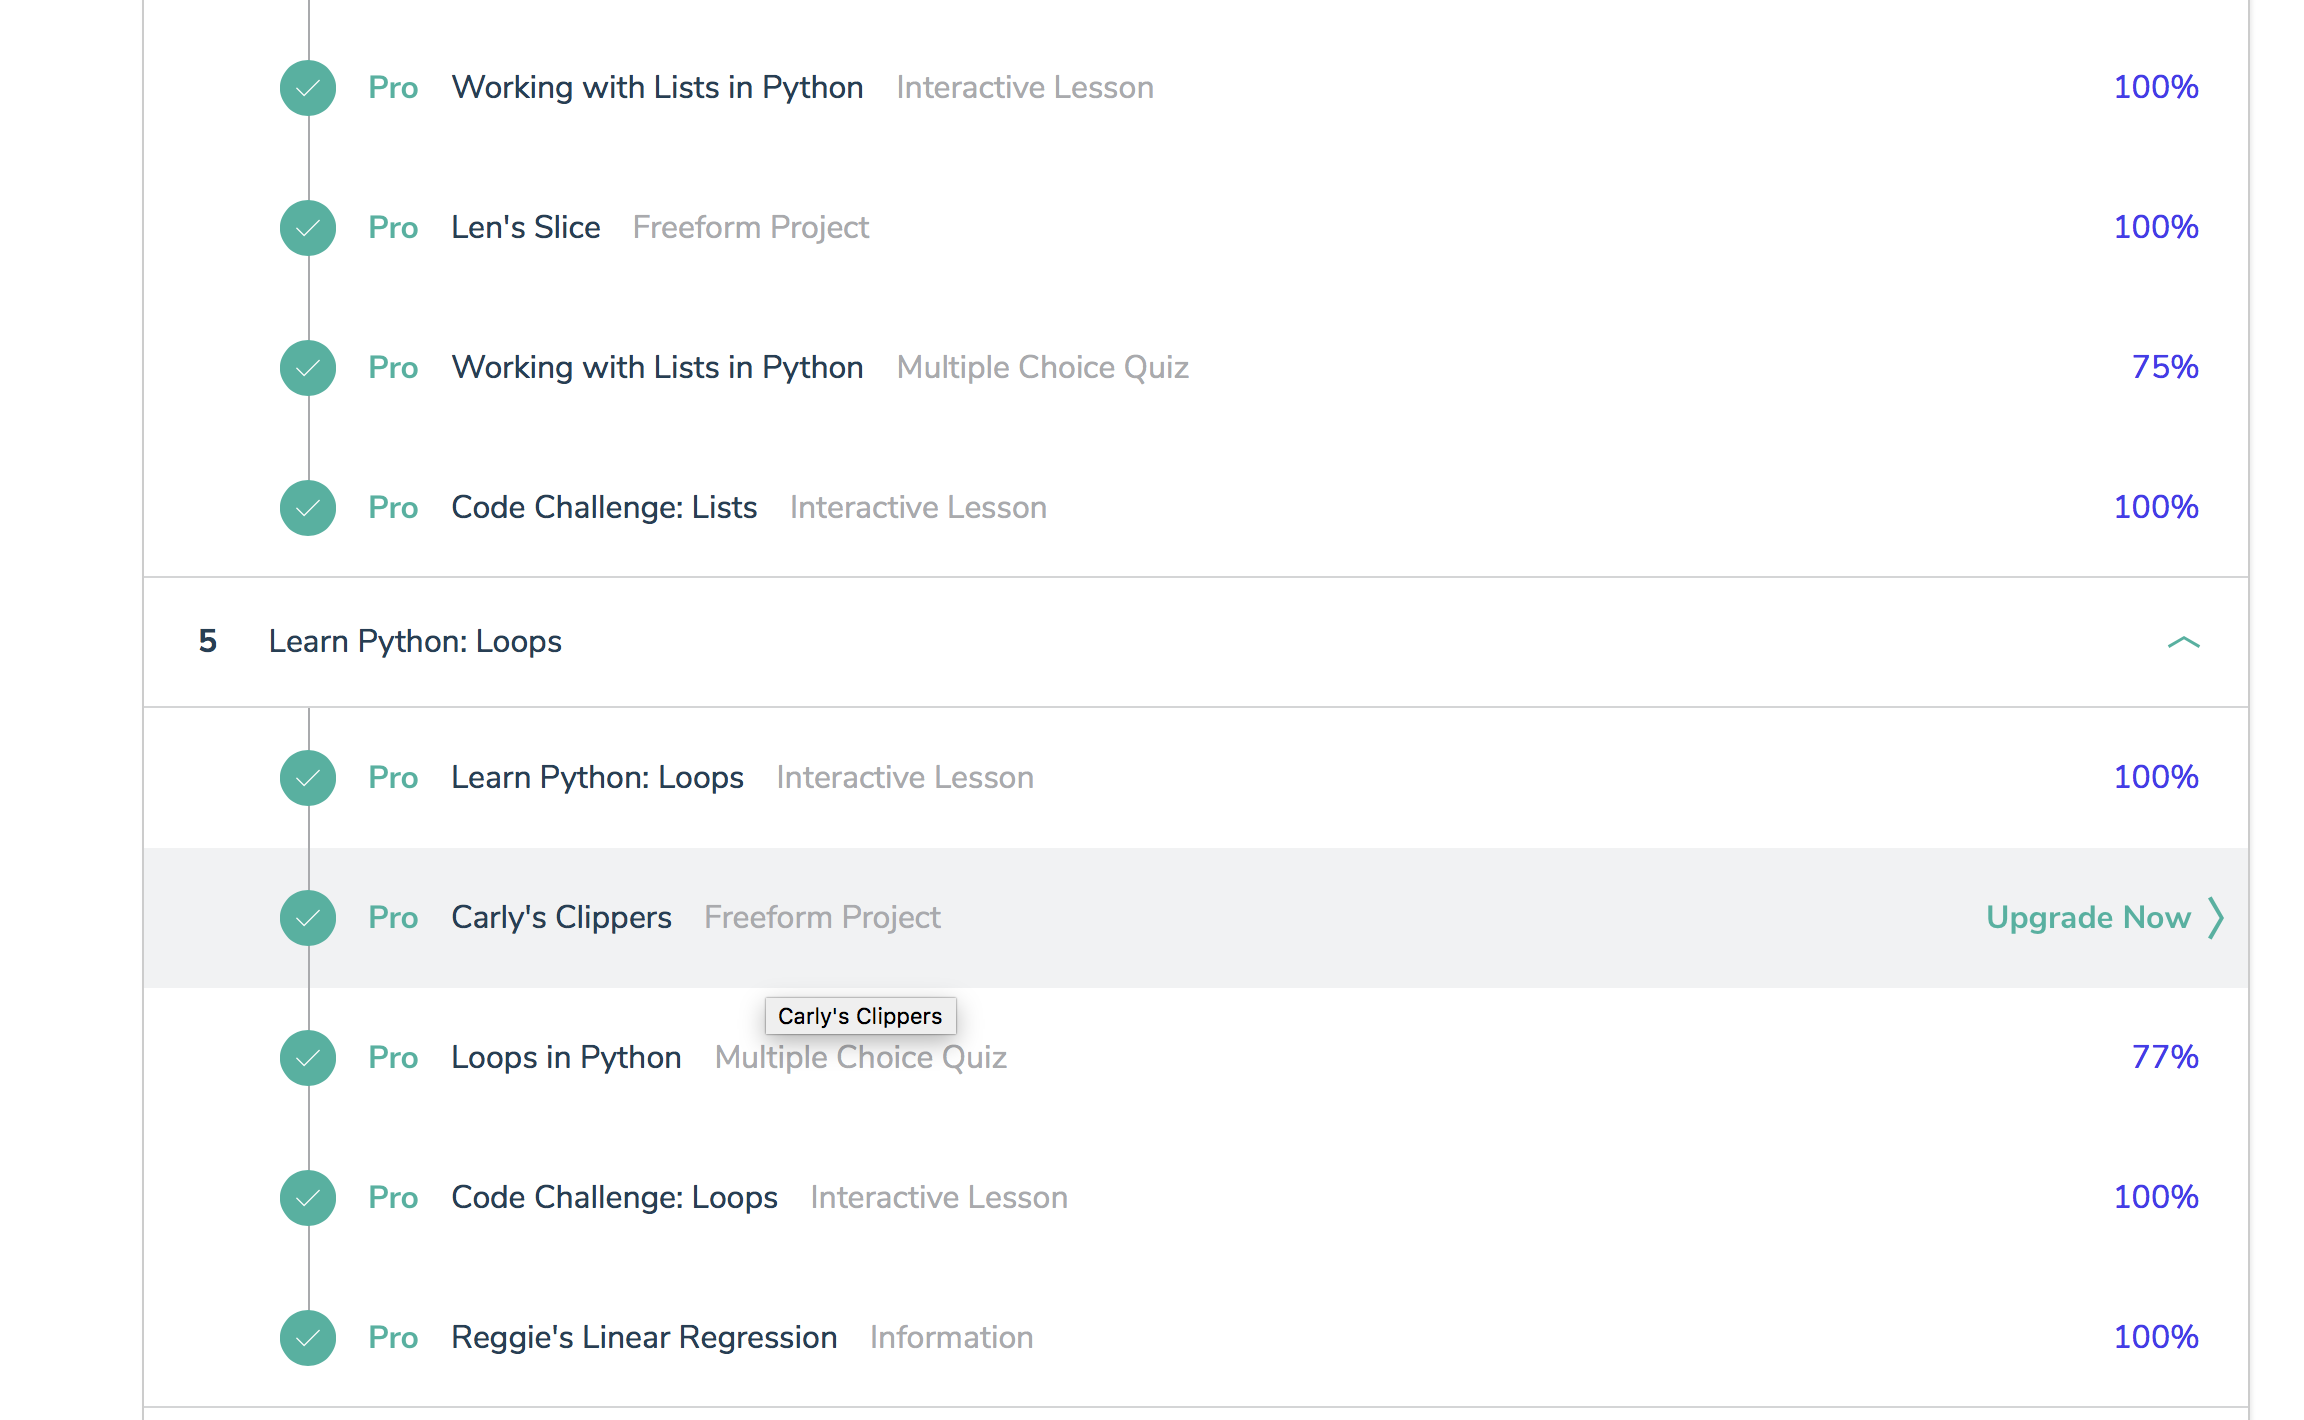 Pro Working with Lists in Python Interactive Lesson 100%
Pro Len's Slice Freeform Project 100%
Pro Working with Lists in Python Multiple Choice Quiz 75%
Pro Code Challenge: Lists Interactive Lesson 100%
5 Learn Python: Loops
Pro Learn Python: Loops Interactive Lesson 100%
Pro Carly's Clippers Freeform Project Upgrade Now
Carly's Clippers
Pro Loops in Python Multiple Choice Quiz 77%
Pro Code Challenge: Loops Interactive Lesson 100%
Pro Reggie's Linear Regression Information 100%